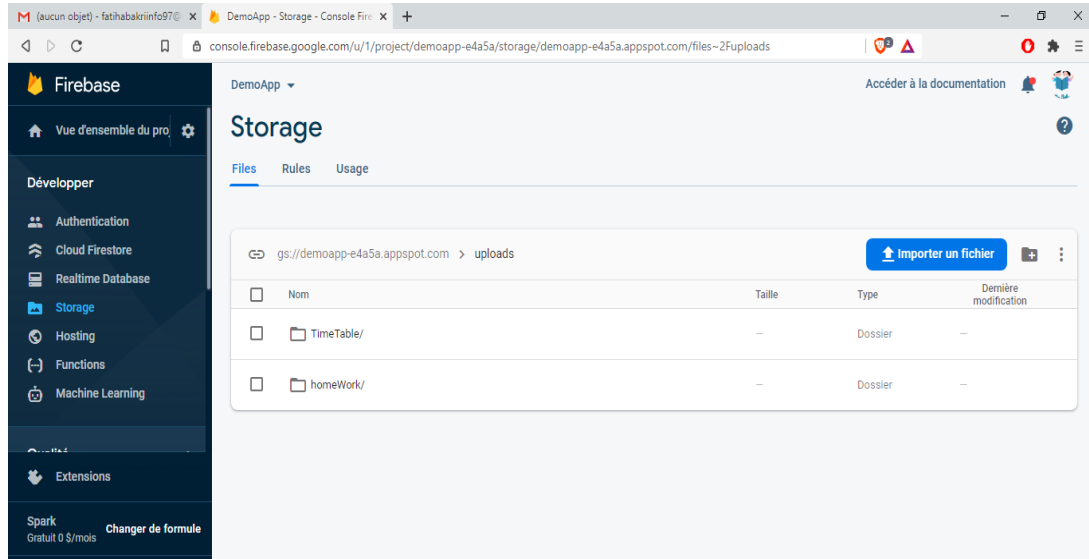 (aucun objet) - fatihabakriinfo97@
DemoApp - Storage - Console Fire
console.firebase.google.com/u/1/project/demoapp-e4a5a/storage/demoapp-e4a5a.appspot.com/files~2Fuploads
2
Firebase
DemoApp
Accéder à la documentation
Vue d'ensemble du proj
Storage
Files Rules Usage
Développer
Authentication
Cloud Firestore
Realtime Database
Storage
Hosting
Functions
Machine Learning
gs://demoapp-e4a5a.appspot.com > uploads
Importer un fichier
Nom Taille Type Dernière
modification
TimeTable/ – Dossier –
homeWork/ – Dossier –
Qualité
Extensions
Spark
Gratuit 0 $/mois
Changer de formule